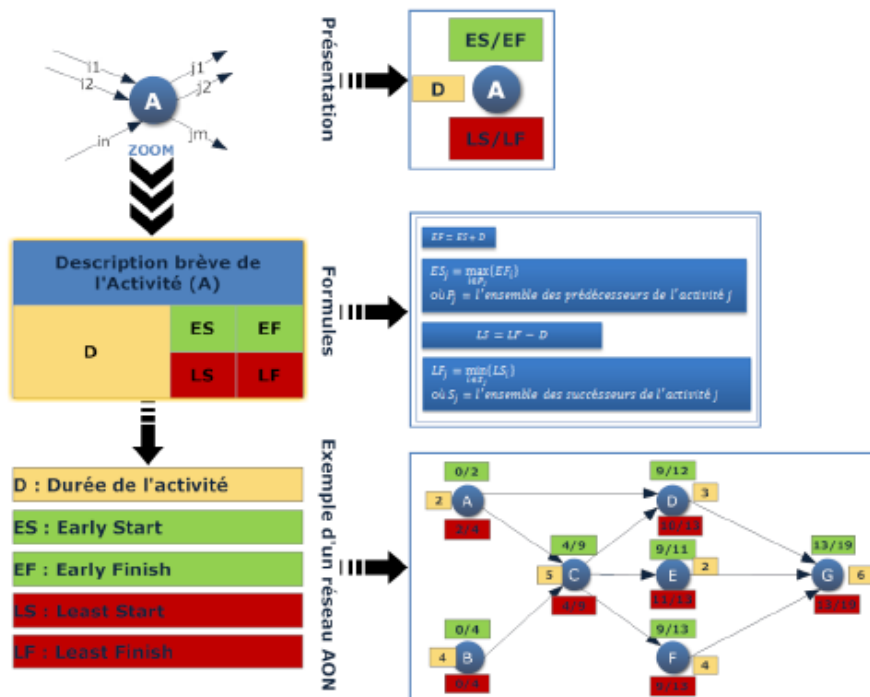 i1
i2
in
A
j1
j2
jm
ZOOM
Présentation
ES/EF
D
A
LS/LF
Description brève de
l'Activité (A)
D
ES
EF
LS
LF
Formules
EF = ES + D
ES_j = max_{i∈P_j}(EF_i)
où P_j = l'ensemble des prédécesseurs de l'activité j
LS = LF − D
LF_j = min_{i∈S_j}(LS_i)
où S_j = l'ensemble des succèsseurs de l'activité j
D : Durée de l'activité
ES : Early Start
EF : Early Finish
LS : Least Start
LF : Least Finish
Exemple d'un réseau AON
0/2
2
A
2/4
9/12
D
3
10/13
4/9
5
C
4/9
9/11
E
2
11/13
13/19
G
6
13/19
0/4
4
B
0/4
9/13
F
4
9/13